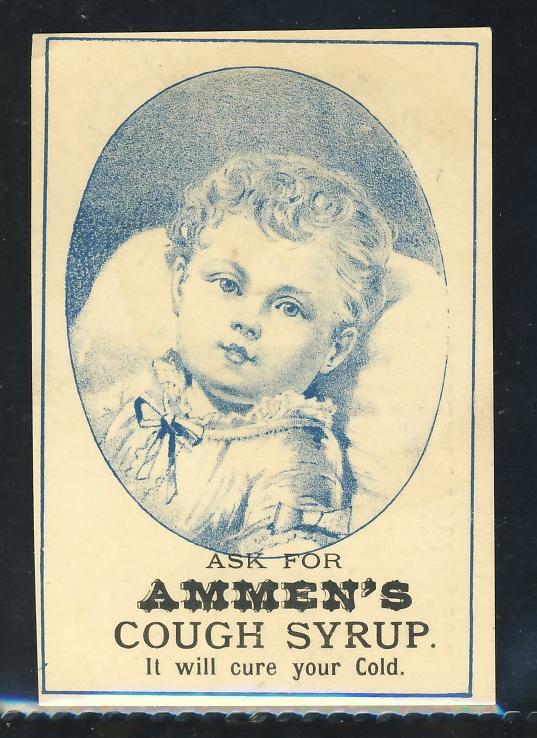 ASK FOR
AMMEN'S
COUGH SYRUP.
It will cure your Cold.